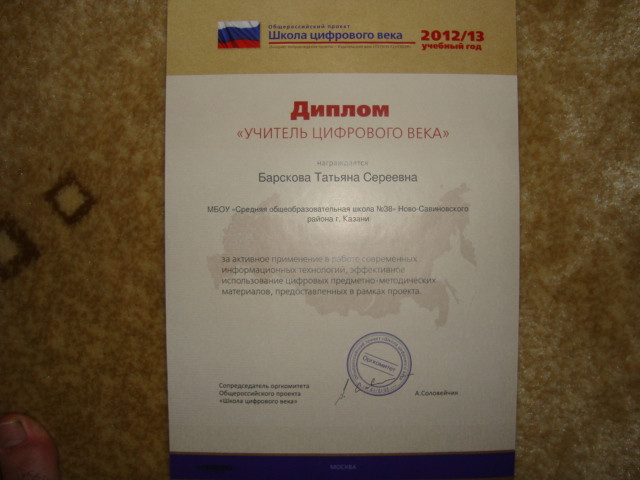 Общероссийский проект
Школа цифрового века
2012/13
учебный год
Диплом
«УЧИТЕЛЬ ЦИФРОВОГО ВЕКА»
награждается
Барскова Татьяна Сереевна
МБОУ «Средняя общеобразовательная школа №38» Ново-Савиновского
района г. Казани
за активное применение в работе современных
информационных технологий, эффективное
использование цифровых предметно-методических
материалов, предоставленных в рамках проекта.
Оргкомитет
Сопредседатель оргкомитета
Общероссийского проекта
«Школа цифрового века»
А.Соловейчик
МОСКВА